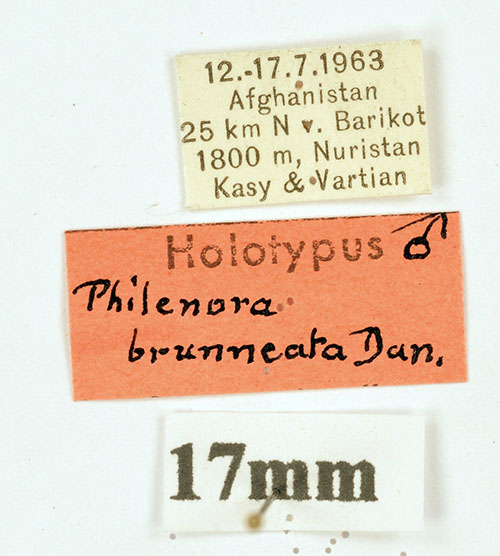 12.-17.7.1963
Afghanistan
25 km N v. Barikot
1800 m, Nuristan
Kasy & Vartian
Holotypus ♂
Philenora
brunneata Dan.
17mm